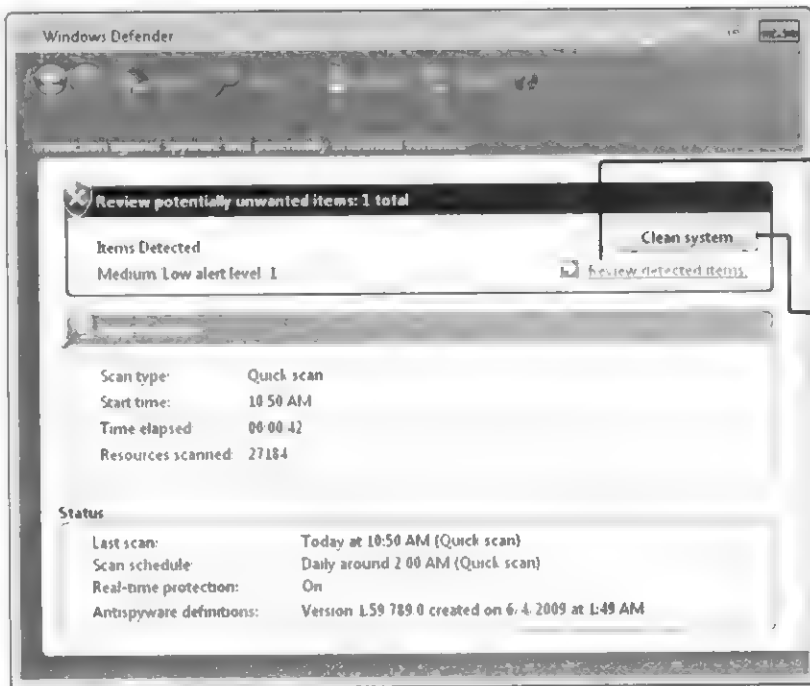 Windows Defender
Review potentially unwanted items: 1 total
Items Detected
Clean system
Medium Low alert level 1
Review detected items.
Scan type: Quick scan
Start time: 10 50 AM
Time elapsed 00 00 42
Resources scanned: 27184
Status
Last scan: Today at 10:50 AM (Quick scan)
Scan schedule Daily around 2 00 AM (Quick scan)
Real-time protection: On
Antispyware definitions: Version 1.59 789.0 created on 6/4/2009 at 1:49 AM